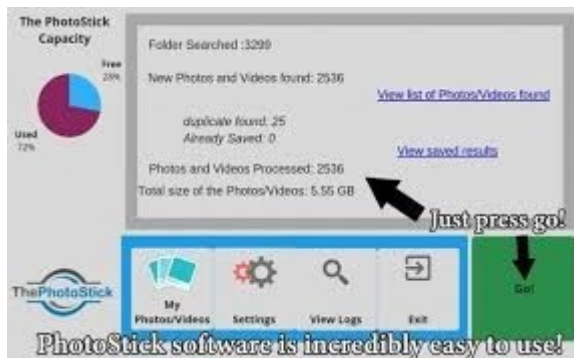 The PhotoStick
Capacity
Free
28%
Used
72%
Folder Searched :3299
New Photos and Videos found: 2536
View list of Photos/Videos found
duplicate found: 25
Already Saved: 0
View saved results
Photos and Videos Processed: 2536
Total size of the Photos/Videos: 5.55 GB
Just press go!
ThePhotoStick
My
Photos/Videos
Settings
View Logs
Exit
Go!
PhotoStick software is incredibly easy to use!